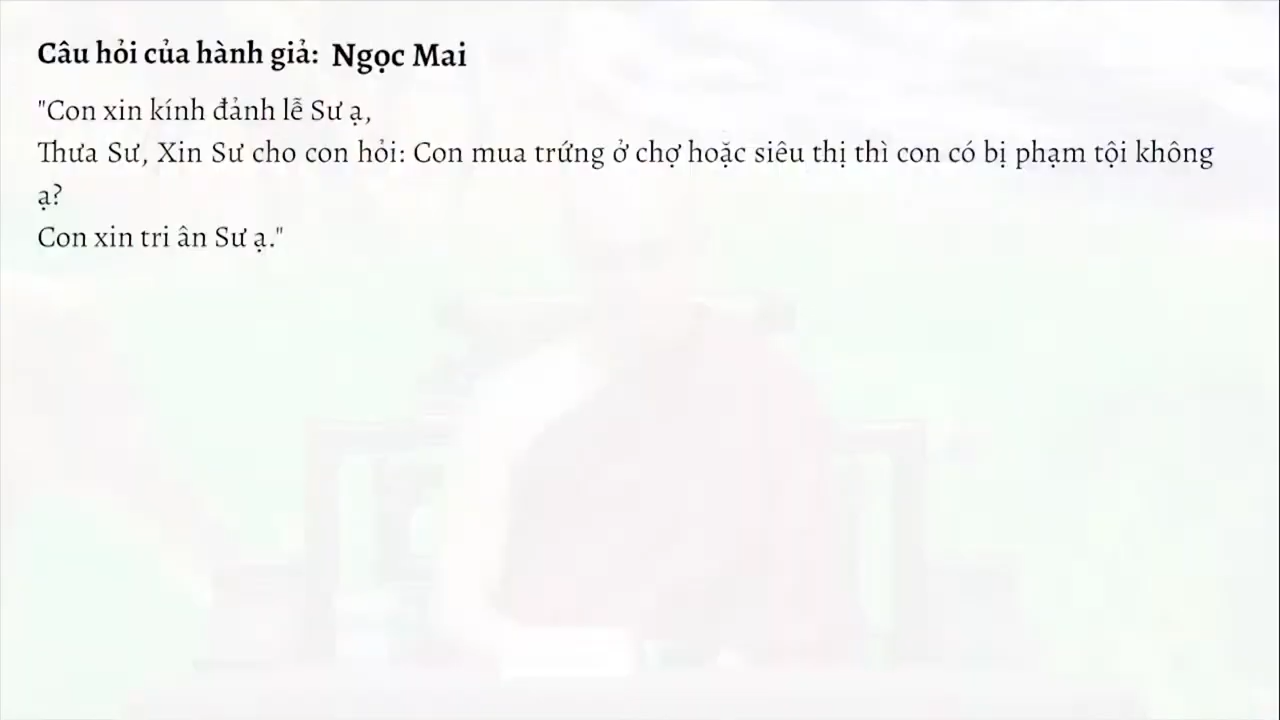 Câu hỏi của hành giả: Ngọc Mai
"Con xin kính đảnh lễ Sư ạ,
Thưa Sư, Xin Sư cho con hỏi: Con mua trứng ở chợ hoặc siêu thị thì con có bị phạm tội không
ạ?
Con xin tri ân Sư ạ."